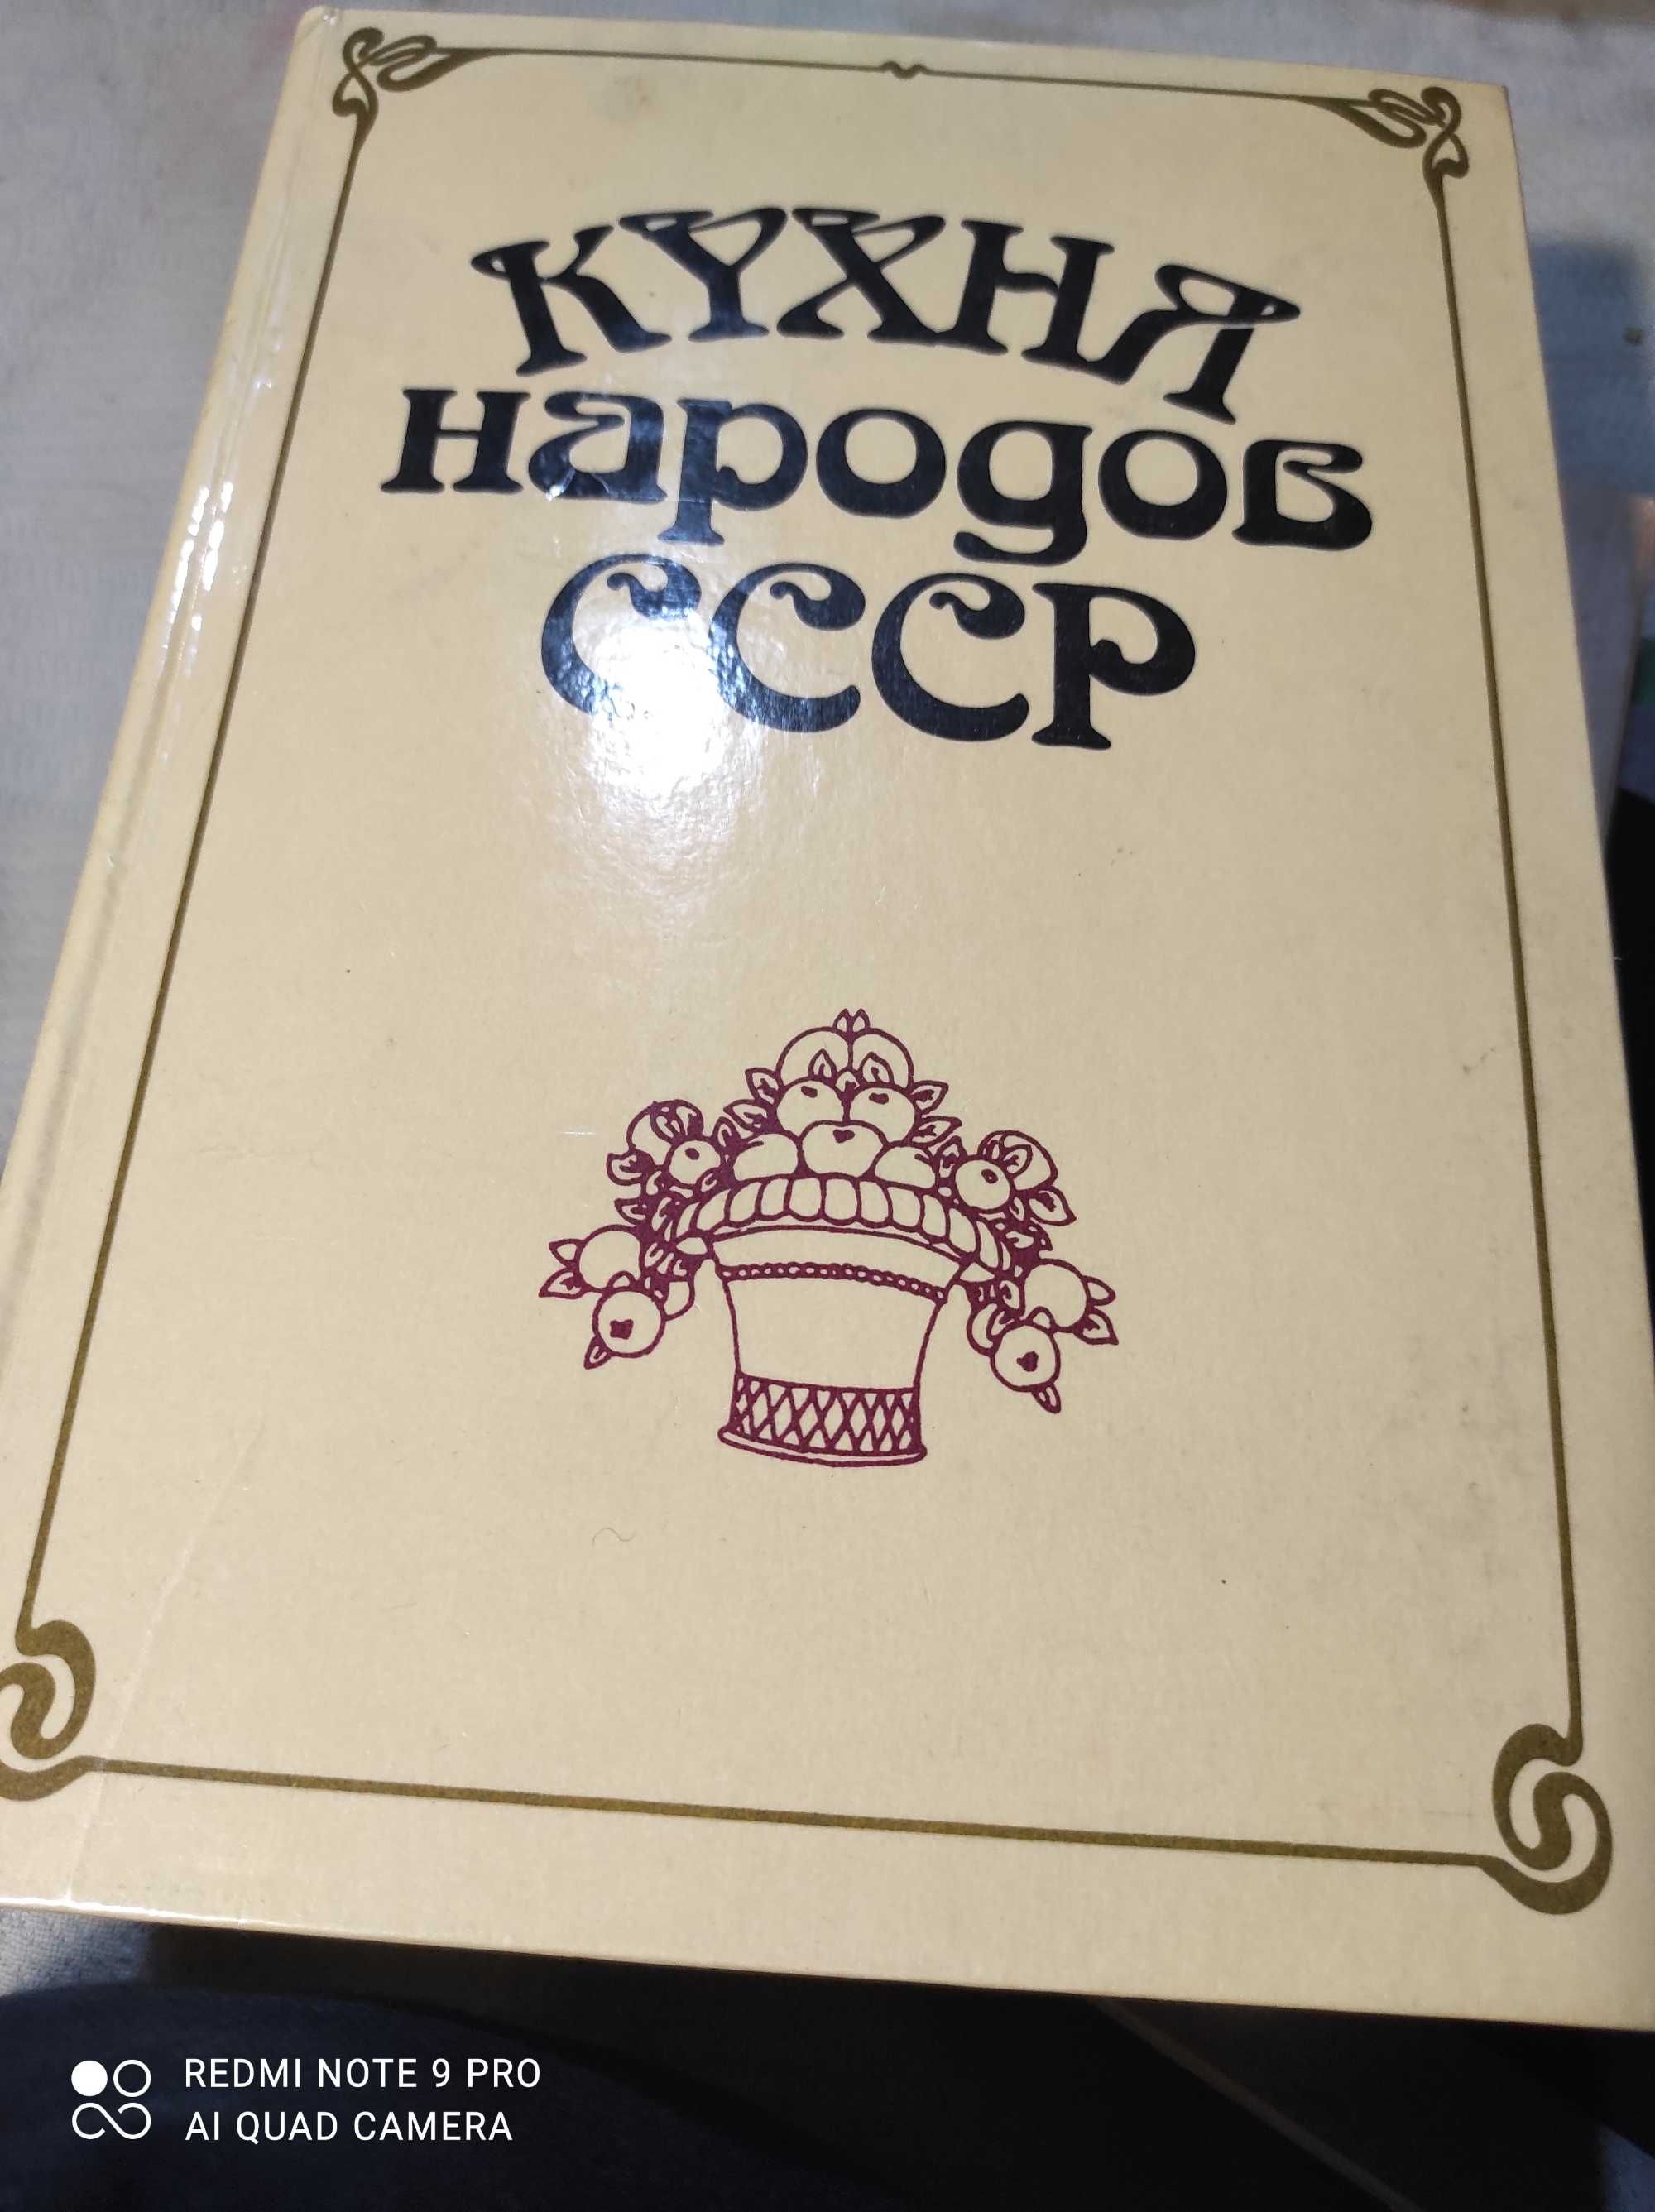 КУХНЯ
народов
СССР
REDMI NOTE 9 PRO
AI QUAD CAMERA